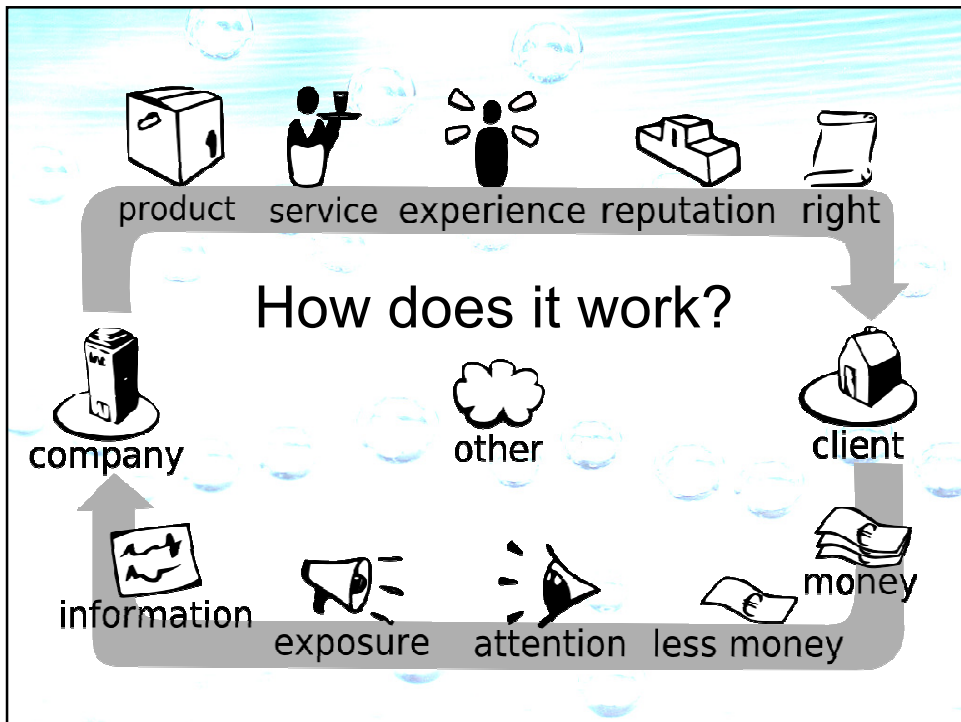 product service experience reputation right
How does it work?
company other client
information money
exposure attention less money